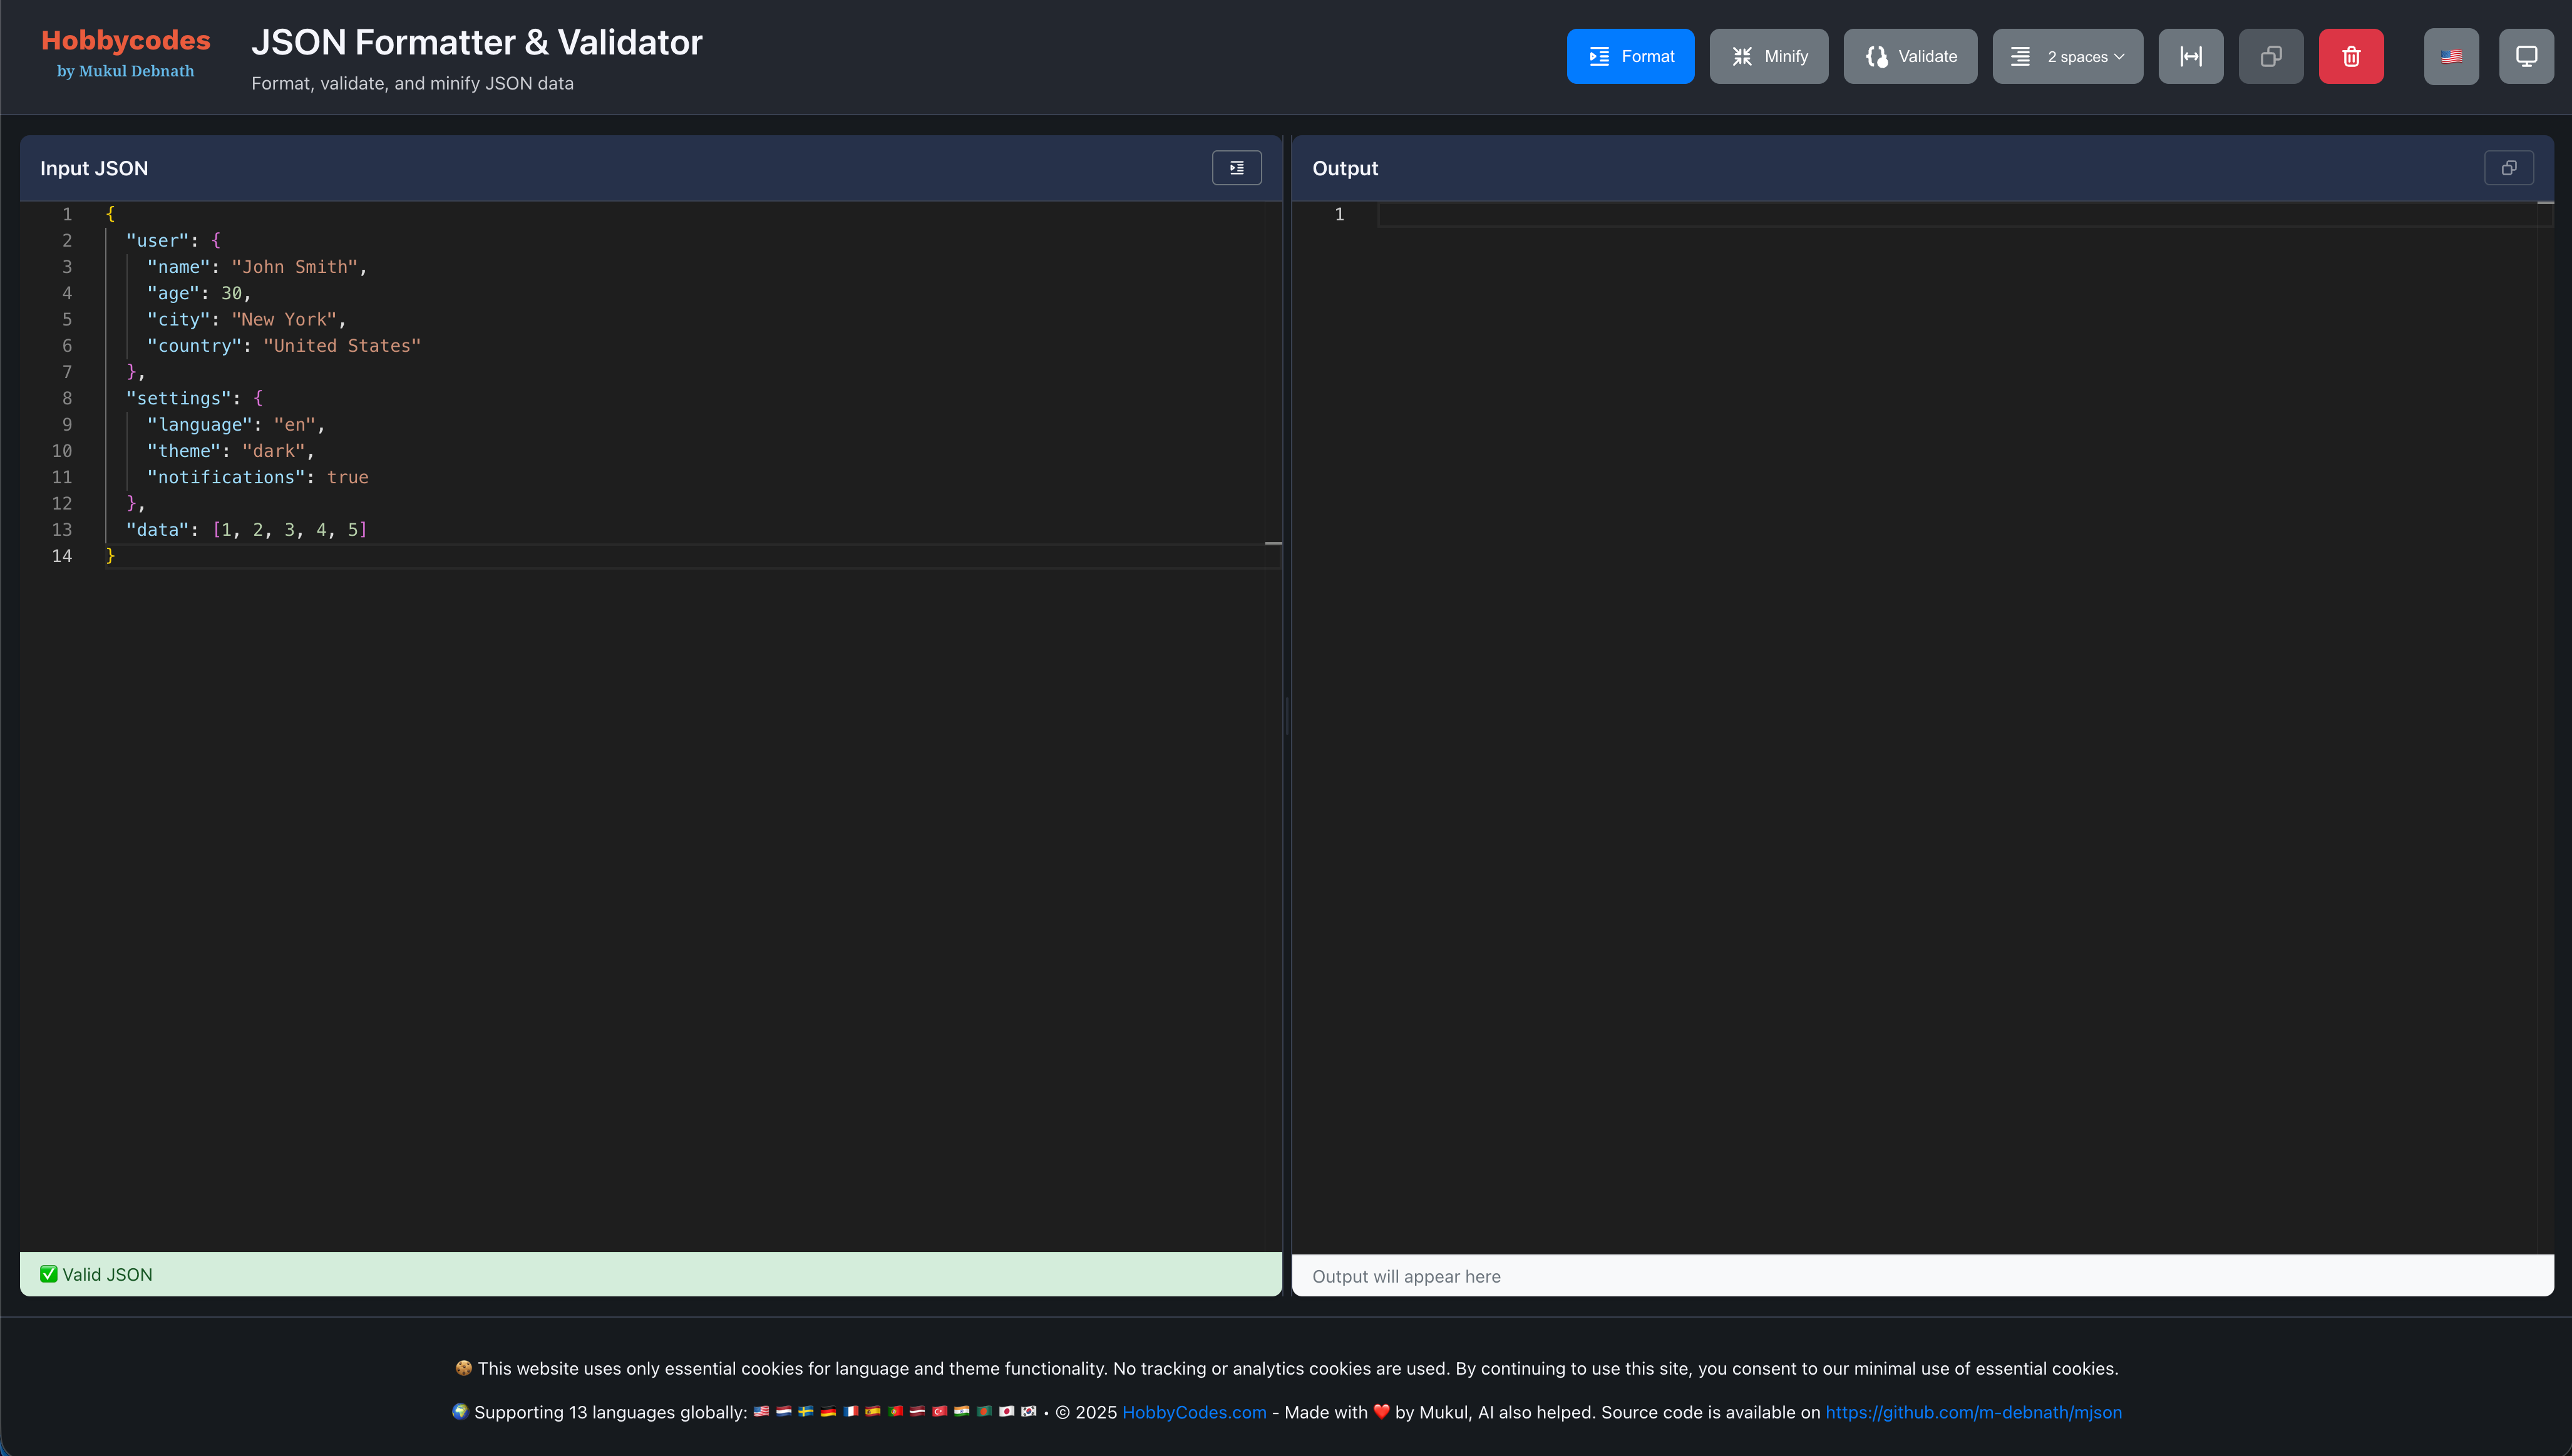 Hobbycodes
by Mukul Debnath
JSON Formatter & Validator
Format, validate, and minify JSON data
Format
Minify
Validate
2 spaces
Input JSON
1 {
2 "user": {
3 "name": "John Smith",
4 "age": 30,
5 "city": "New York",
6 "country": "United States"
7 },
8 "settings": {
9 "language": "en",
10 "theme": "dark",
11 "notifications": true
12 },
13 "data": [1, 2, 3, 4, 5]
14 }
✅ Valid JSON
Output
1
Output will appear here
🍪 This website uses only essential cookies for language and theme functionality. No tracking or analytics cookies are used. By continuing to use this site, you consent to our minimal use of essential cookies.
🌍 Supporting 13 languages globally: 🇺🇸 🇳🇱 🇸🇪 🇩🇪 🇫🇷 🇪🇸 🇵🇹 🇱🇻 🇹🇷 🇮🇳 🇧🇩 🇯🇵 🇰🇷 • © 2025 HobbyCodes.com - Made with ❤️ by Mukul, AI also helped. Source code is available on https://github.com/m-debnath/mjson